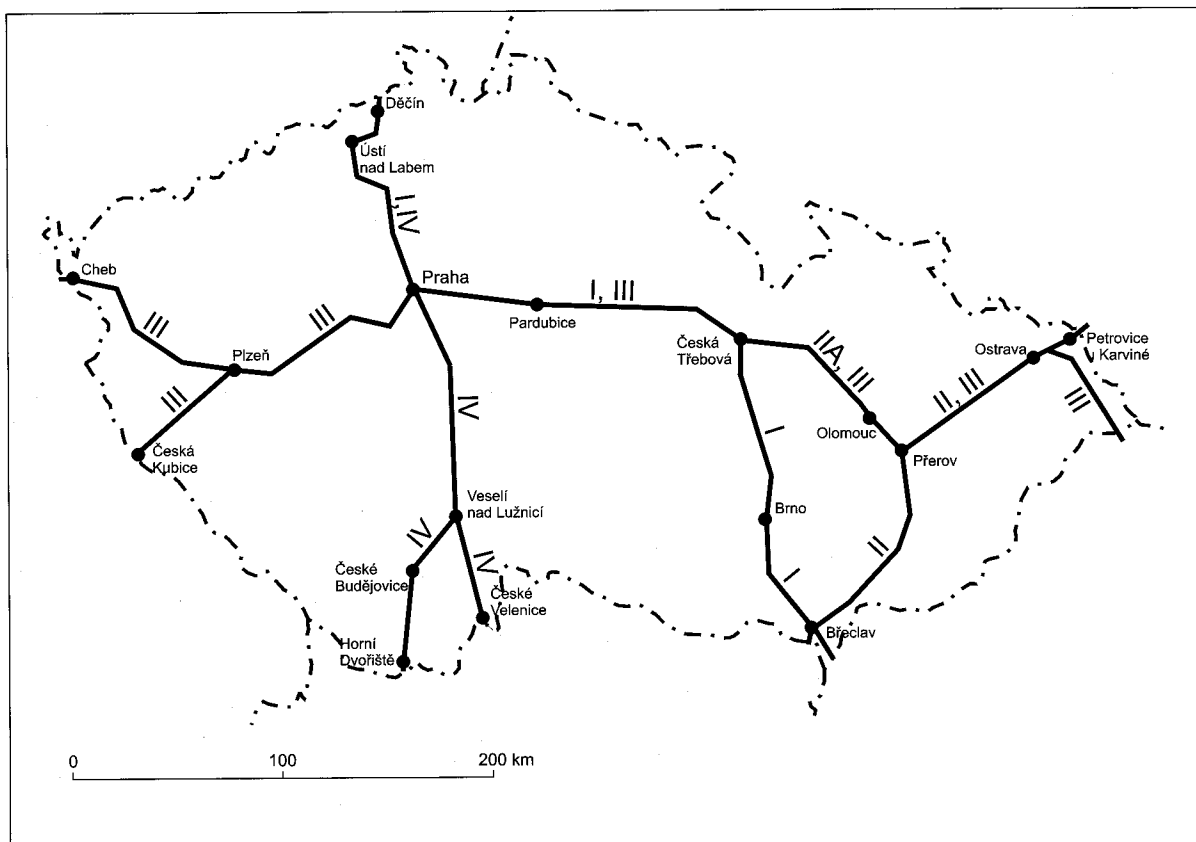 Děčín
Ústí
nad Labem
I, IV
Cheb
Praha
III
III
I, III
Pardubice
Plzeň
Česká
Třebová
IIA, III
Petrovice
u Karviné
Ostrava
III
IV
II, III
III
I
Olomouc
Česká
Kubice
Přerov
Veselí
nad Lužnicí
Brno
IV
IV
II
České
Budějovice
I
České
Velenice
Břeclav
Horní
Dvořiště
0
100
200 km